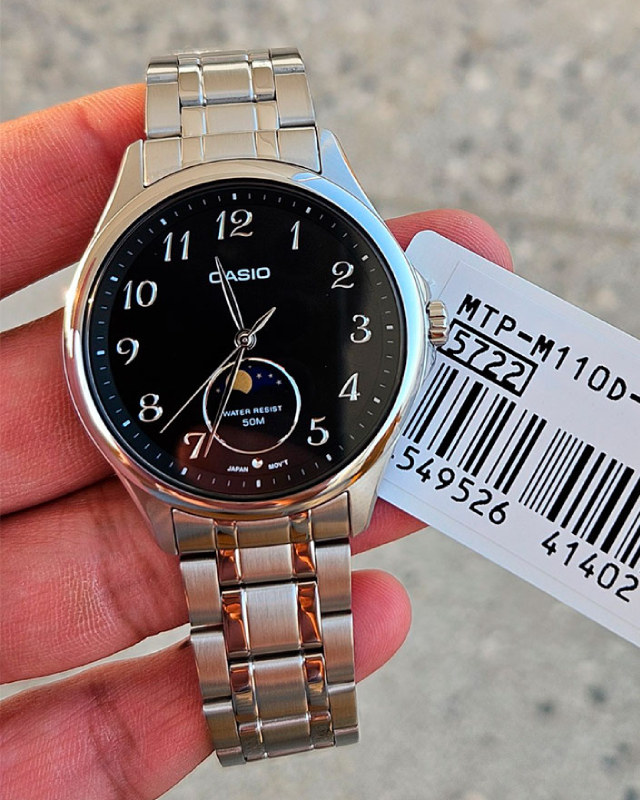 12
1
2
3
4
5
7
8
9
10
11
CASIO
WATER RESIST
50M
JAPAN MOV'T
MTP-M110D-
5722
549526 41402